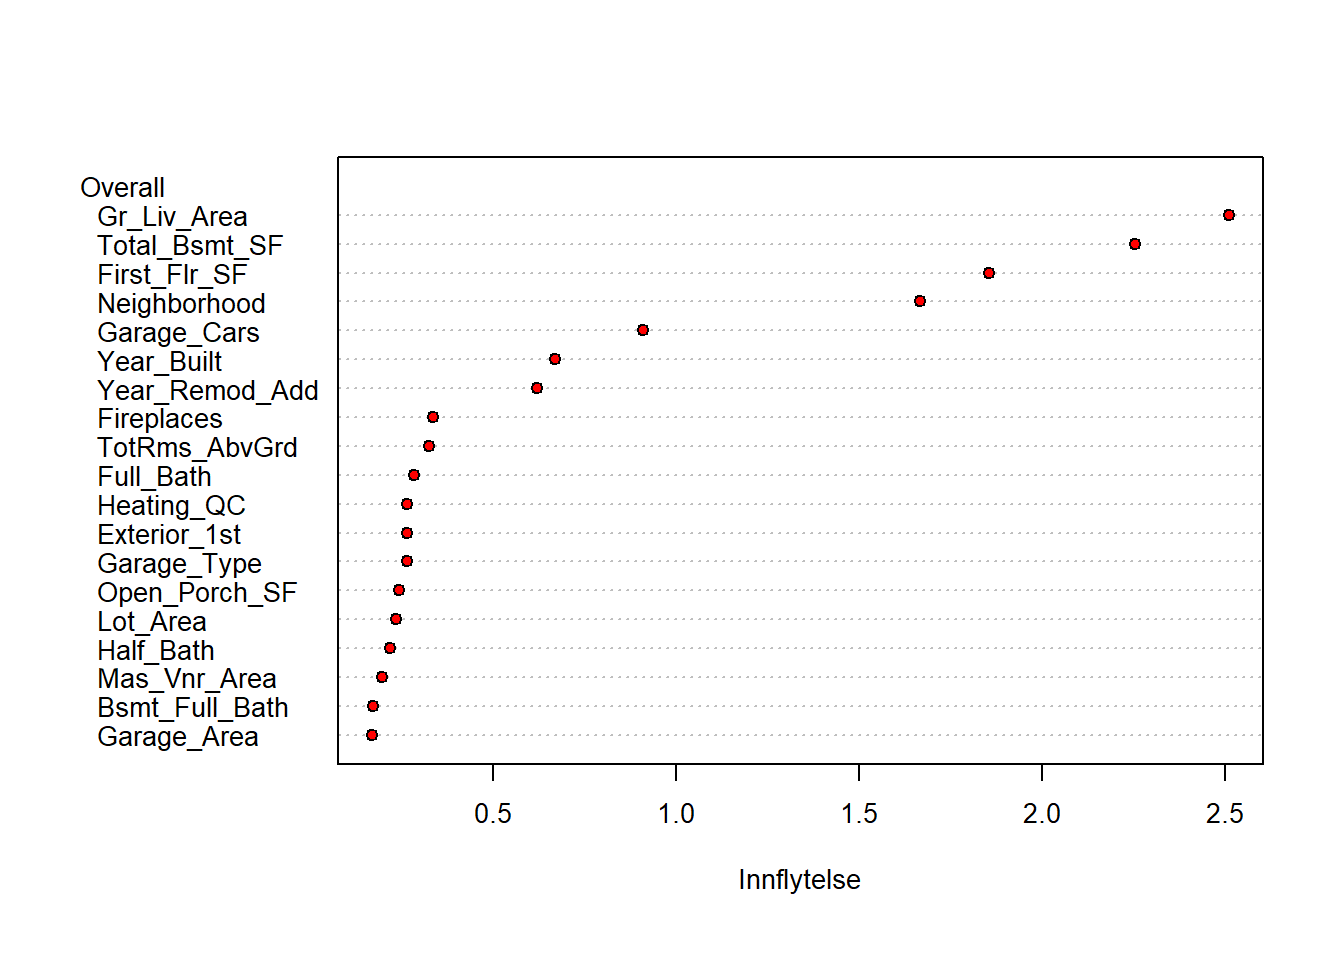 Overall
Gr_Liv_Area
Total_Bsmt_SF
First_Flr_SF
Neighborhood
Garage_Cars
Year_Built
Year_Remod_Add
Fireplaces
TotRms_AbvGrd
Full_Bath
Heating_QC
Exterior_1st
Garage_Type
Open_Porch_SF
Lot_Area
Half_Bath
Mas_Vnr_Area
Bsmt_Full_Bath
Garage_Area
0.5 1.0 1.5 2.0 2.5
Innflytelse